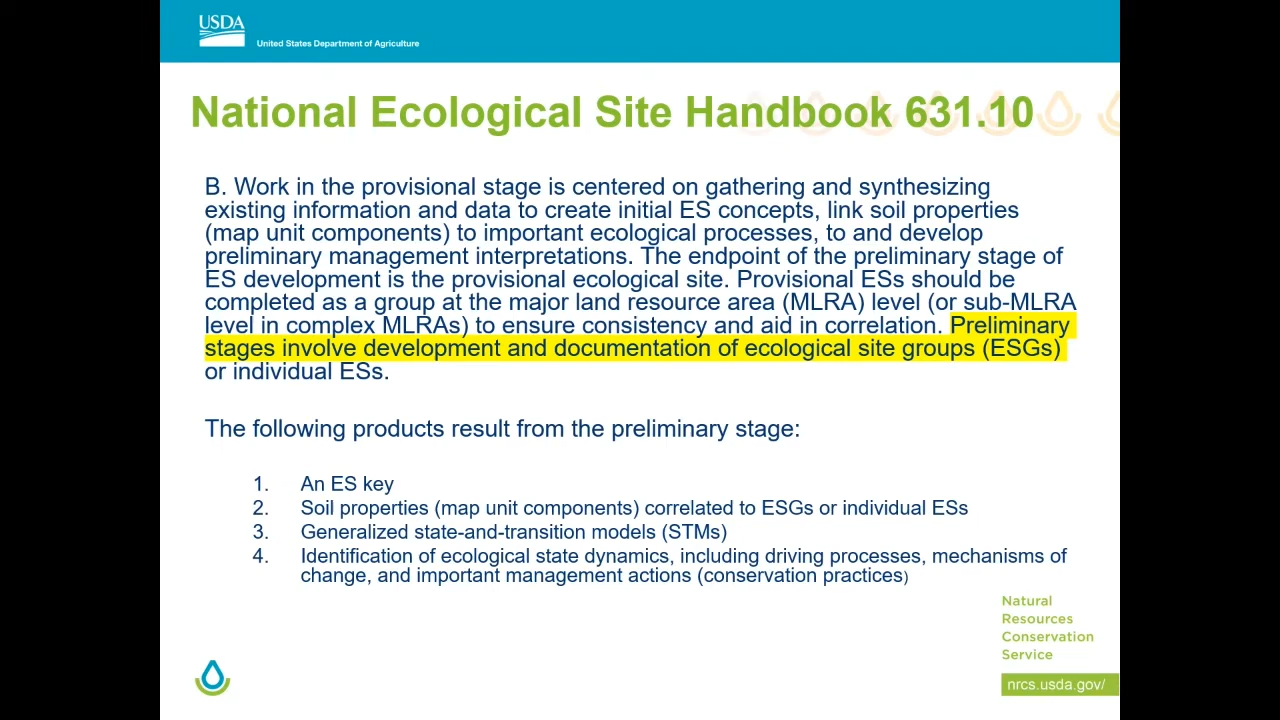 USDA
United States Department of Agriculture
National Ecological Site Handbook 631.10
B. Work in the provisional stage is centered on gathering and synthesizing
existing information and data to create initial ES concepts, link soil properties
(map unit components) to important ecological processes, to and develop
preliminary management interpretations. The endpoint of the preliminary stage of
ES development is the provisional ecological site. Provisional ESs should be
completed as a group at the major land resource area (MLRA) level (or sub-MLRA
level in complex MLRAs) to ensure consistency and aid in correlation. Preliminary
stages involve development and documentation of ecological site groups (ESGs)
or individual ESs.
The following products result from the preliminary stage:
1. An ES key
2. Soil properties (map unit components) correlated to ESGs or individual ESs
3. Generalized state-and-transition models (STMs)
4. Identification of ecological state dynamics, including driving processes, mechanisms of
change, and important management actions (conservation practices)
Natural
Resources
Conservation
Service
nrcs.usda.gov/